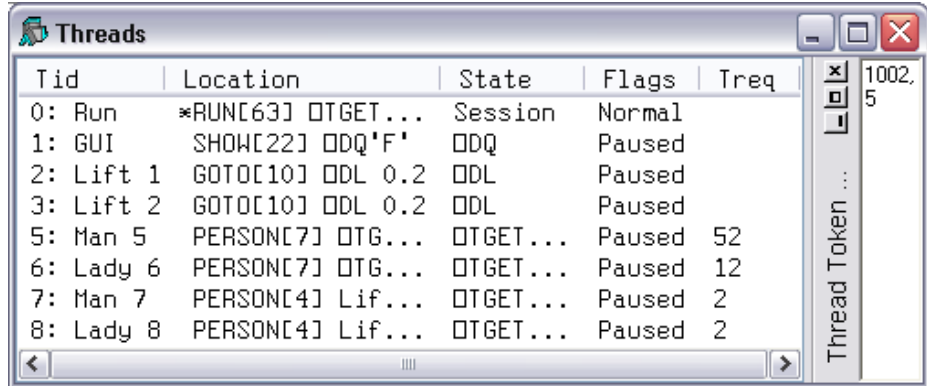 Threads
Tid Location State Flags Treq
0: Run *RUN[63] ⎕TGET... Session Normal
1: GUI SHOW[22] ⎕DQ'F' ⎕DQ Paused
2: Lift 1 GOTO[10] ⎕DL 0.2 ⎕DL Paused
3: Lift 2 GOTO[10] ⎕DL 0.2 ⎕DL Paused
5: Man 5 PERSON[7] ⎕TG... ⎕TGET... Paused 52
6: Lady 6 PERSON[7] ⎕TG... ⎕TGET... Paused 12
7: Man 7 PERSON[4] Lif... ⎕TGET... Paused 2
8: Lady 8 PERSON[4] Lif... ⎕TGET... Paused 2
Thread Token ...
1002,
5